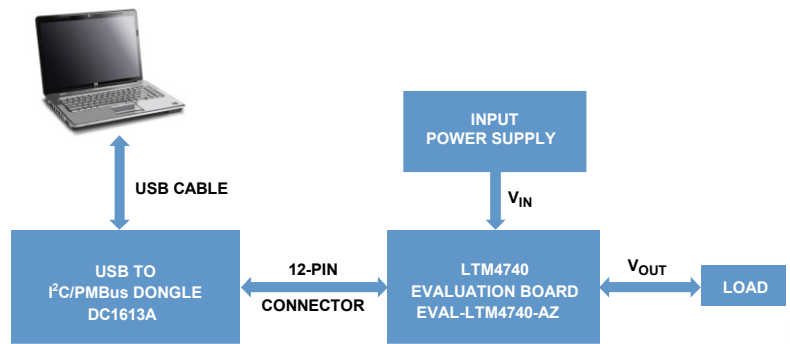 INPUT
POWER SUPPLY
USB CABLE
VIN
USB TO
I2C/PMBus DONGLE
DC1613A
12-PIN
CONNECTOR
LTM4740
EVALUATION BOARD
EVAL-LTM4740-AZ
VOUT
LOAD